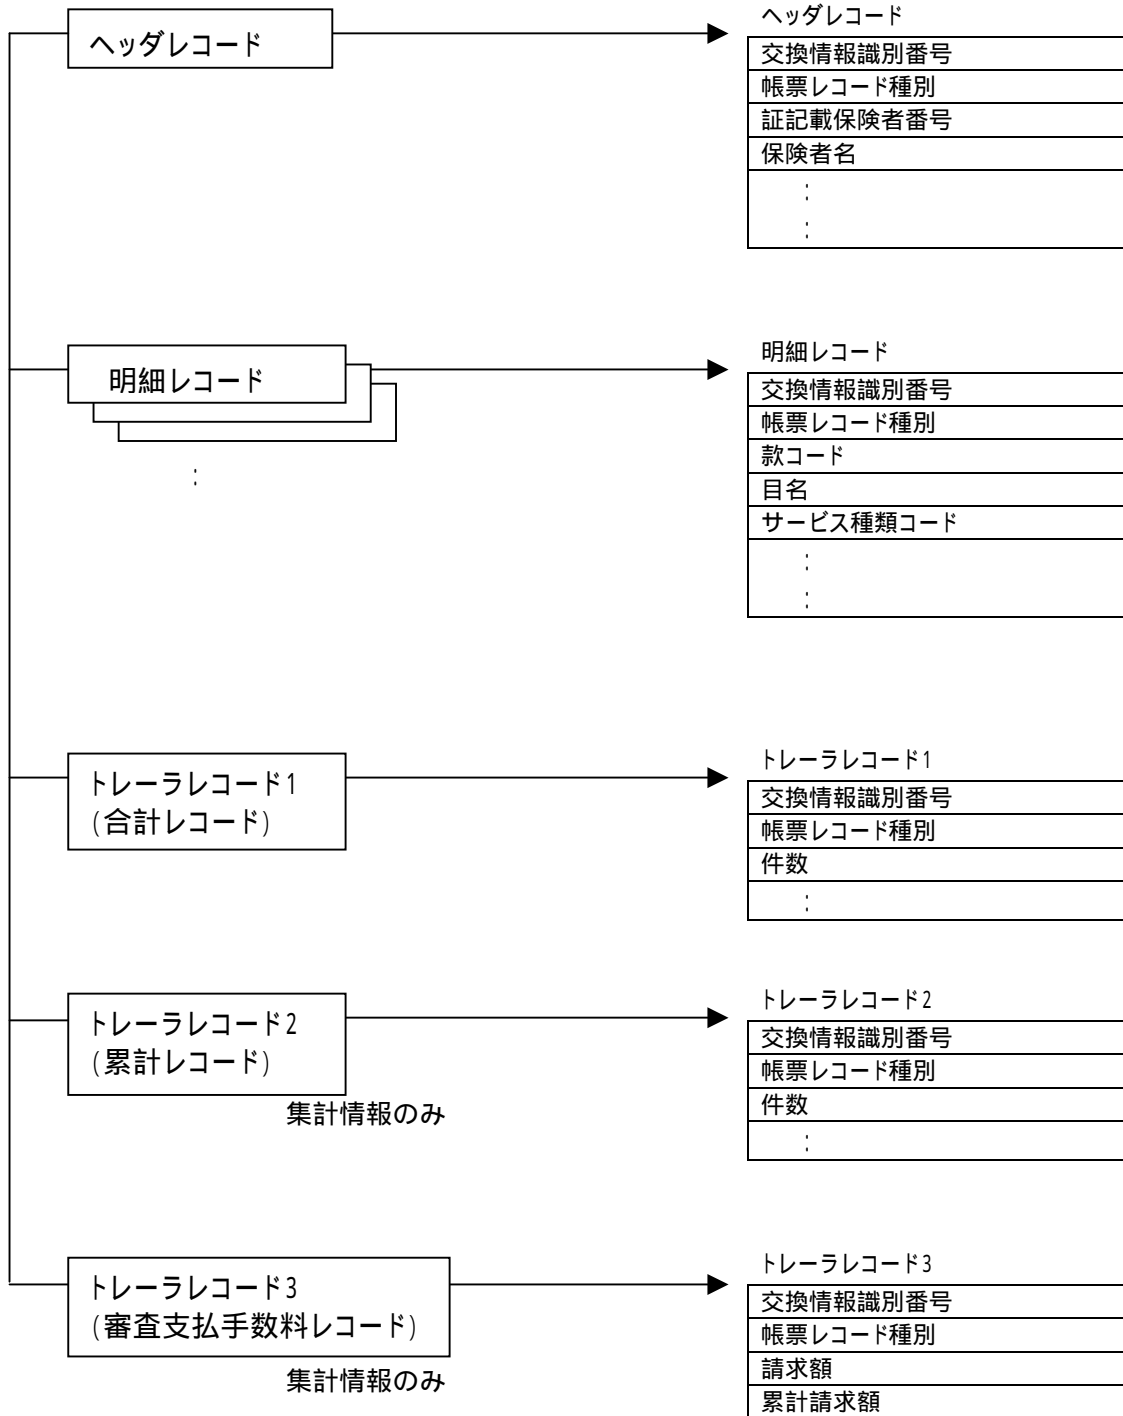 ヘッダレコード
ヘッダレコード
交換情報識別番号
帳票レコード種別
証記載保険者番号
保険者名
:
:
明細レコード
:
明細レコード
交換情報識別番号
帳票レコード種別
款コード
目名
サービス種類コード
:
:
トレーラレコード1
(合計レコード)
トレーラレコード1
交換情報識別番号
帳票レコード種別
件数
:
トレーラレコード2
(累計レコード)
集計情報のみ
トレーラレコード2
交換情報識別番号
帳票レコード種別
件数
:
トレーラレコード3
(審査支払手数料レコード)
集計情報のみ
トレーラレコード3
交換情報識別番号
帳票レコード種別
請求額
累計請求額